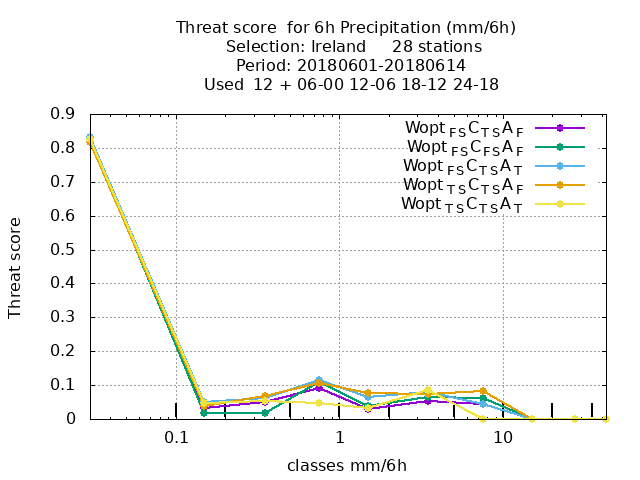 Threat score  for 6h Precipitation (mm/6h)
Selection: Ireland     28 stations
Period: 20180601-20180614
Used  12 + 06-00 12-06 18-12 24-18
Wopt FS C TS A F
Wopt FS C FS A F
Wopt FS C TS A T
Wopt TS C TS A F
Wopt TS C TS A T
0.9
0.8
0.7
0.6
0.5
0.4
0.3
0.2
0.1
0
Threat score
0.1 1 10
classes mm/6h